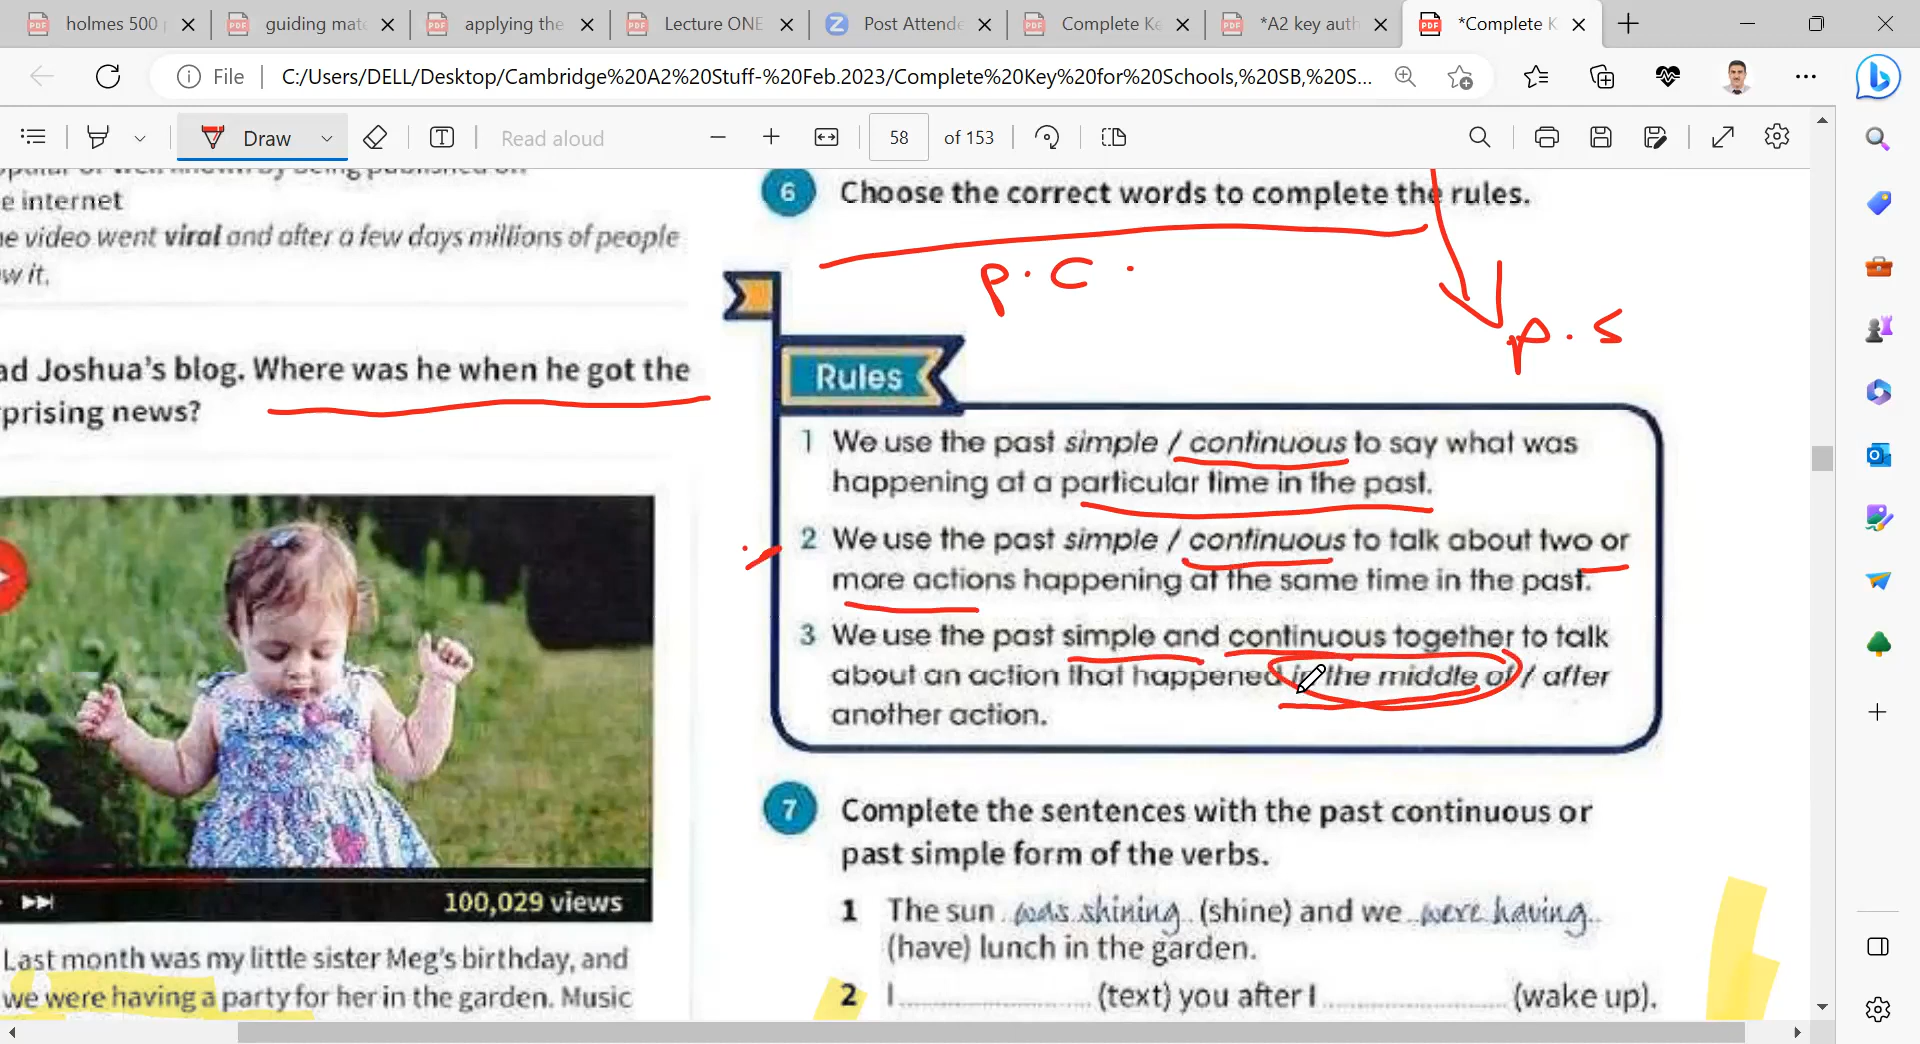 holmes 500
guiding mat
applying the
Lecture ONE
Post Attende
Complete Ke
*A2 key auth
*Complete K
File
C:/Users/DELL/Desktop/Cambridge%20A2%20Stuff-%20Feb.2023/Complete%20Key%20for%20Schools,%20SB,%20S...
Draw
Read aloud
58
of 153
e internet
e video went viral and after a few days millions of people
w it.
ad Joshua's blog. Where was he when he got the
prising news?
100,029 views
Last month was my little sister Meg's birthday, and
we were having a party for her in the garden. Music
6 Choose the correct words to complete the rules.
p. c.
p. s
Rules
1 We use the past simple / continuous to say what was
happening at a particular time in the past.
2 We use the past simple / continuous to talk about two or
more actions happening at the same time in the past.
3 We use the past simple and continuous together to talk
about an action that happened in the middle of / after
another action.
7 Complete the sentences with the past continuous or
past simple form of the verbs.
1 The sun was shining (shine) and we were having
(have) lunch in the garden.
2 I (text) you after I (wake up).